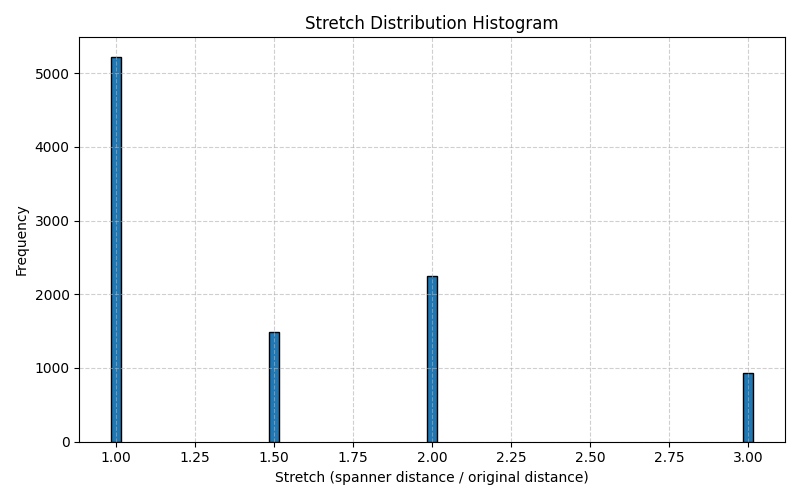 Stretch Distribution Histogram
Frequency
5000
4000
3000
2000
1000
0
1.00 1.25 1.50 1.75 2.00 2.25 2.50 2.75 3.00
Stretch (spanner distance / original distance)